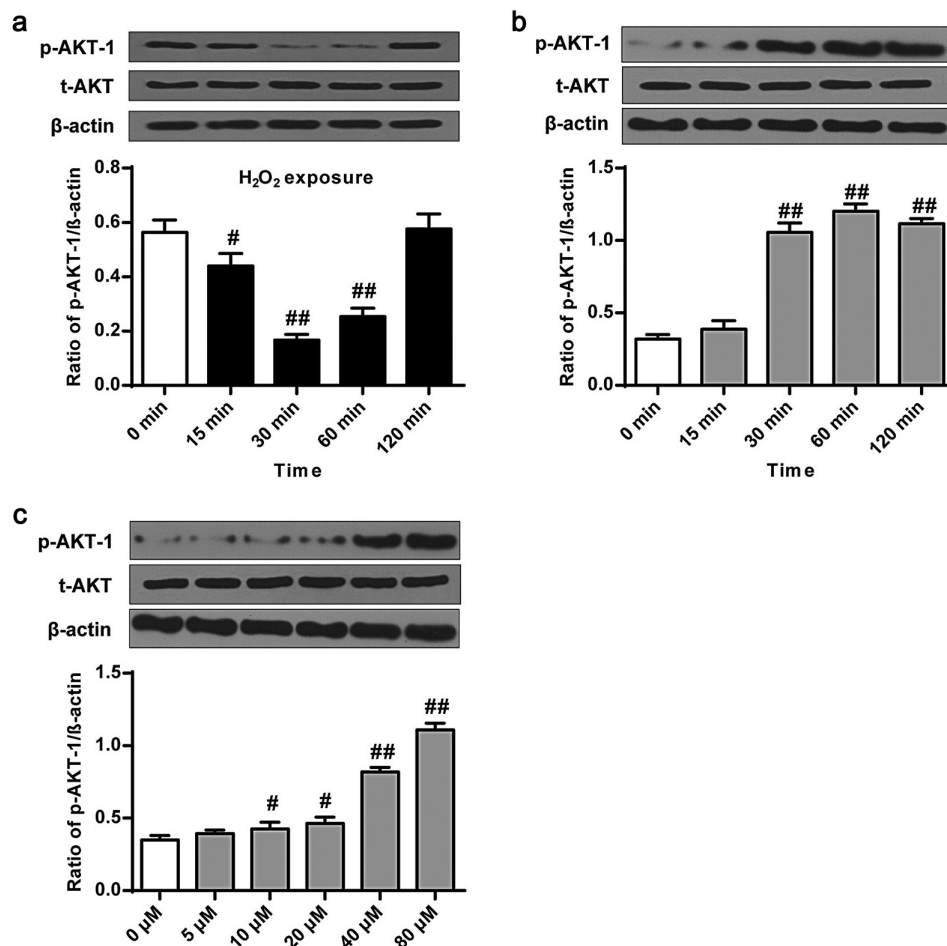 a
p-AKT-1
t-AKT
β-actin
H₂O₂ exposure
Ratio of p-AKT-1/ß-actin
0.8
0.6
0.4
0.2
0.0
#
##
##
0 min
15 min
30 min
60 min
120 min
Time
b
p-AKT-1
t-AKT
β-actin
Ratio of p-AKT-1/ß-actin
1.5
1.0
0.5
0.0
##
##
##
0 min
15 min
30 min
60 min
120 min
Time
c
p-AKT-1
t-AKT
β-actin
Ratio of p-AKT-1/ß-actin
1.5
1.0
0.5
0.0
#
#
##
##
0 µM
5 µM
10 µM
20 µM
40 µM
80 µM